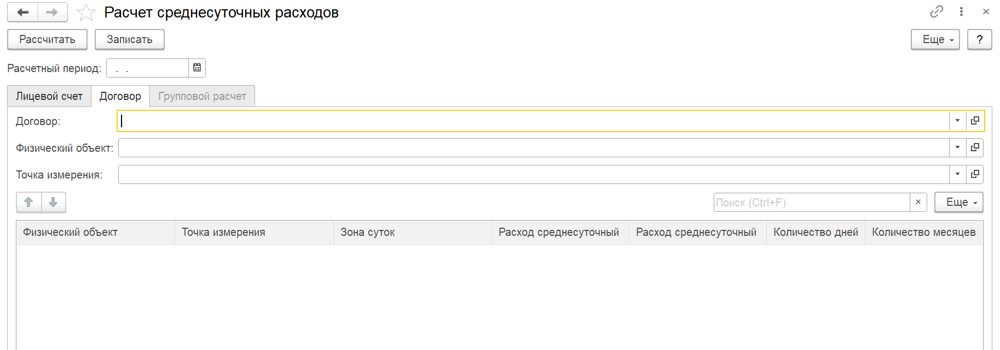 Расчет среднесуточных расходов
Рассчитать Записать Еще ?
Расчетный период: . .
Лицевой счет Договор Групповой расчет
Договор:
Физический объект:
Точка измерения:
Поиск (Ctrl+F) × Еще
Физический объект Точка измерения Зона суток Расход среднесуточный Расход среднесуточный Количество дней Количество месяцев